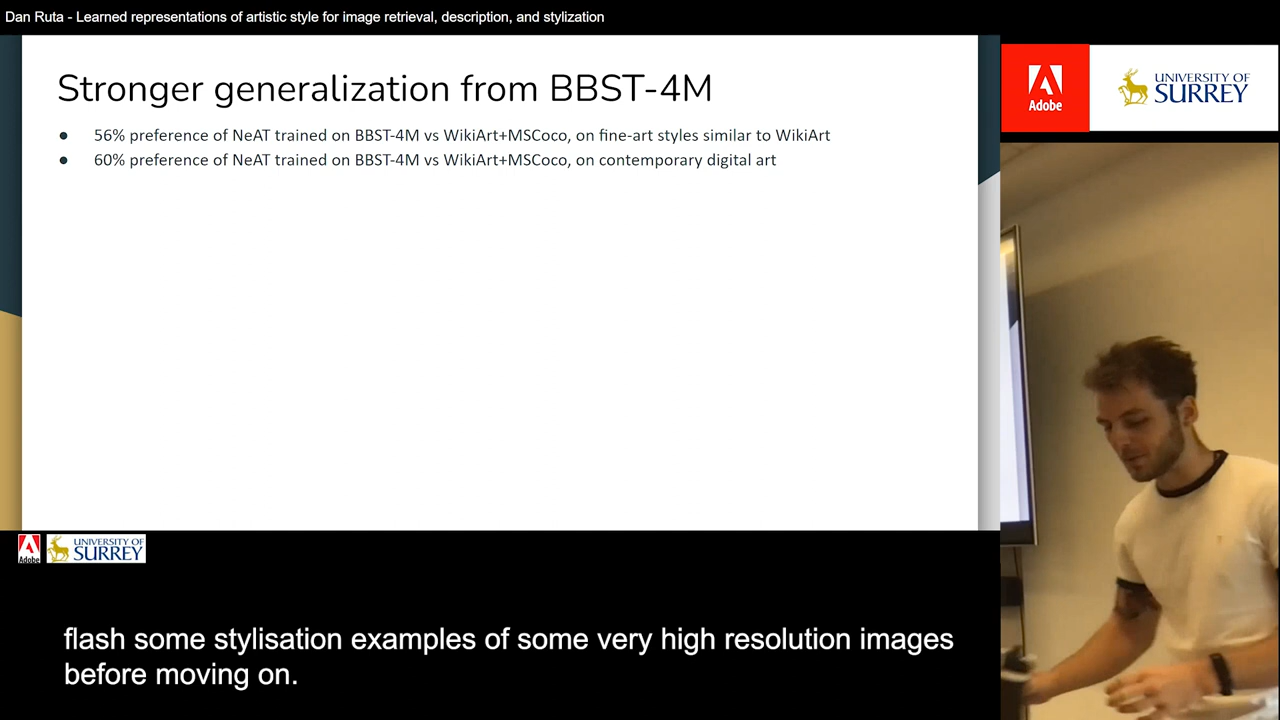 Dan Ruta - Learned representations of artistic style for image retrieval, description, and stylization
Stronger generalization from BBST-4M
● 56% preference of NeAT trained on BBST-4M vs WikiArt+MSCoco, on fine-art styles similar to WikiArt
● 60% preference of NeAT trained on BBST-4M vs WikiArt+MSCoco, on contemporary digital art
Adobe
UNIVERSITY OF
SURREY
Adobe
UNIVERSITY OF
SURREY
flash some stylisation examples of some very high resolution images
before moving on.